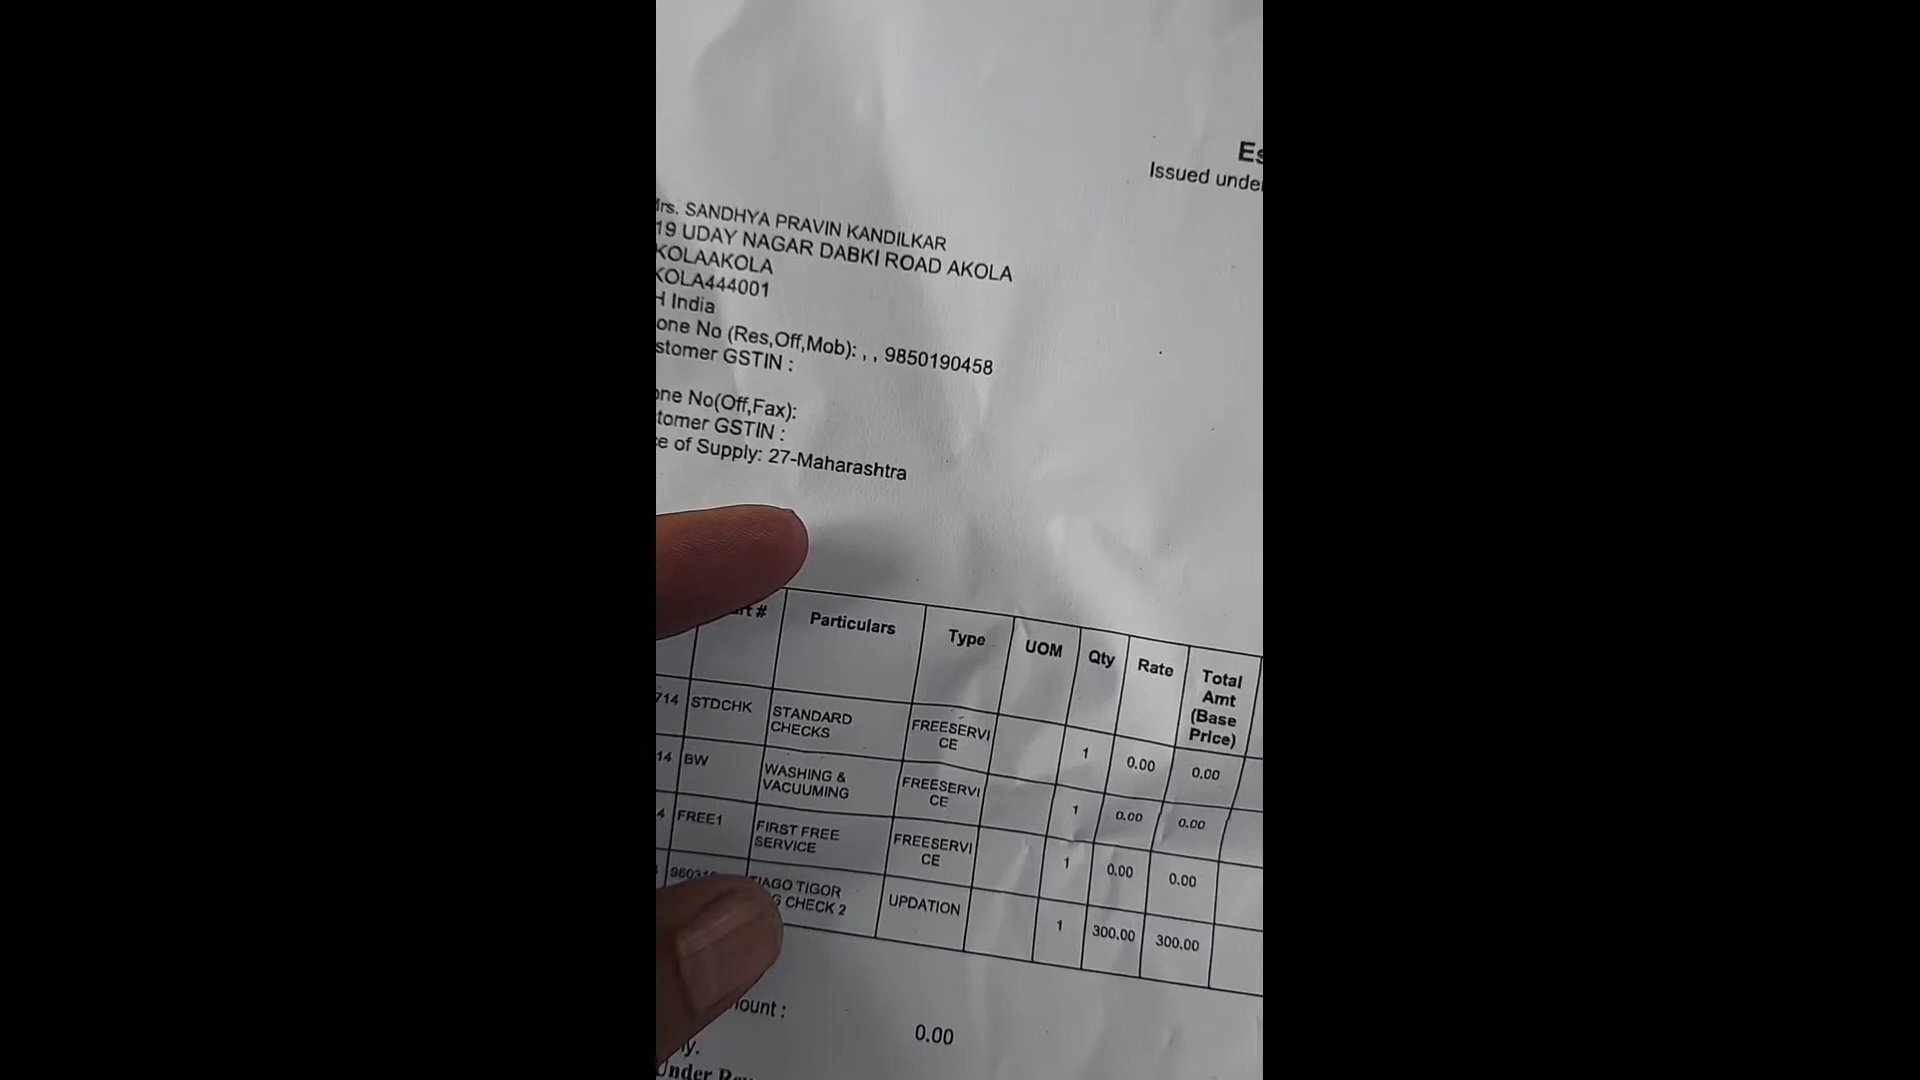 Es
Issued unde
rs. SANDHYA PRAVIN KANDILKAR
19 UDAY NAGAR DABKI ROAD AKOLA
KOLAAKOLA
KOLA444001
H India
one No (Res,Off,Mob): , , 9850190458
stomer GSTIN :
one No(Off,Fax):
tomer GSTIN :
e of Supply: 27-Maharashtra
rt # Particulars Type UOM Qty Rate Total
Amt
(Base
Price)
714 STDCHK STANDARD
CHECKS FREESERVI
CE 1 0.00 0.00
14 BW WASHING &
VACUUMING FREESERVI
CE 1 0.00 0.00
4 FREE1 FIRST FREE
SERVICE FREESERVI
CE 1 0.00 0.00
TIAGO TIGOR
G CHECK 2 UPDATION 1 300.00 300.00
ount : 0.00
ly.
Under